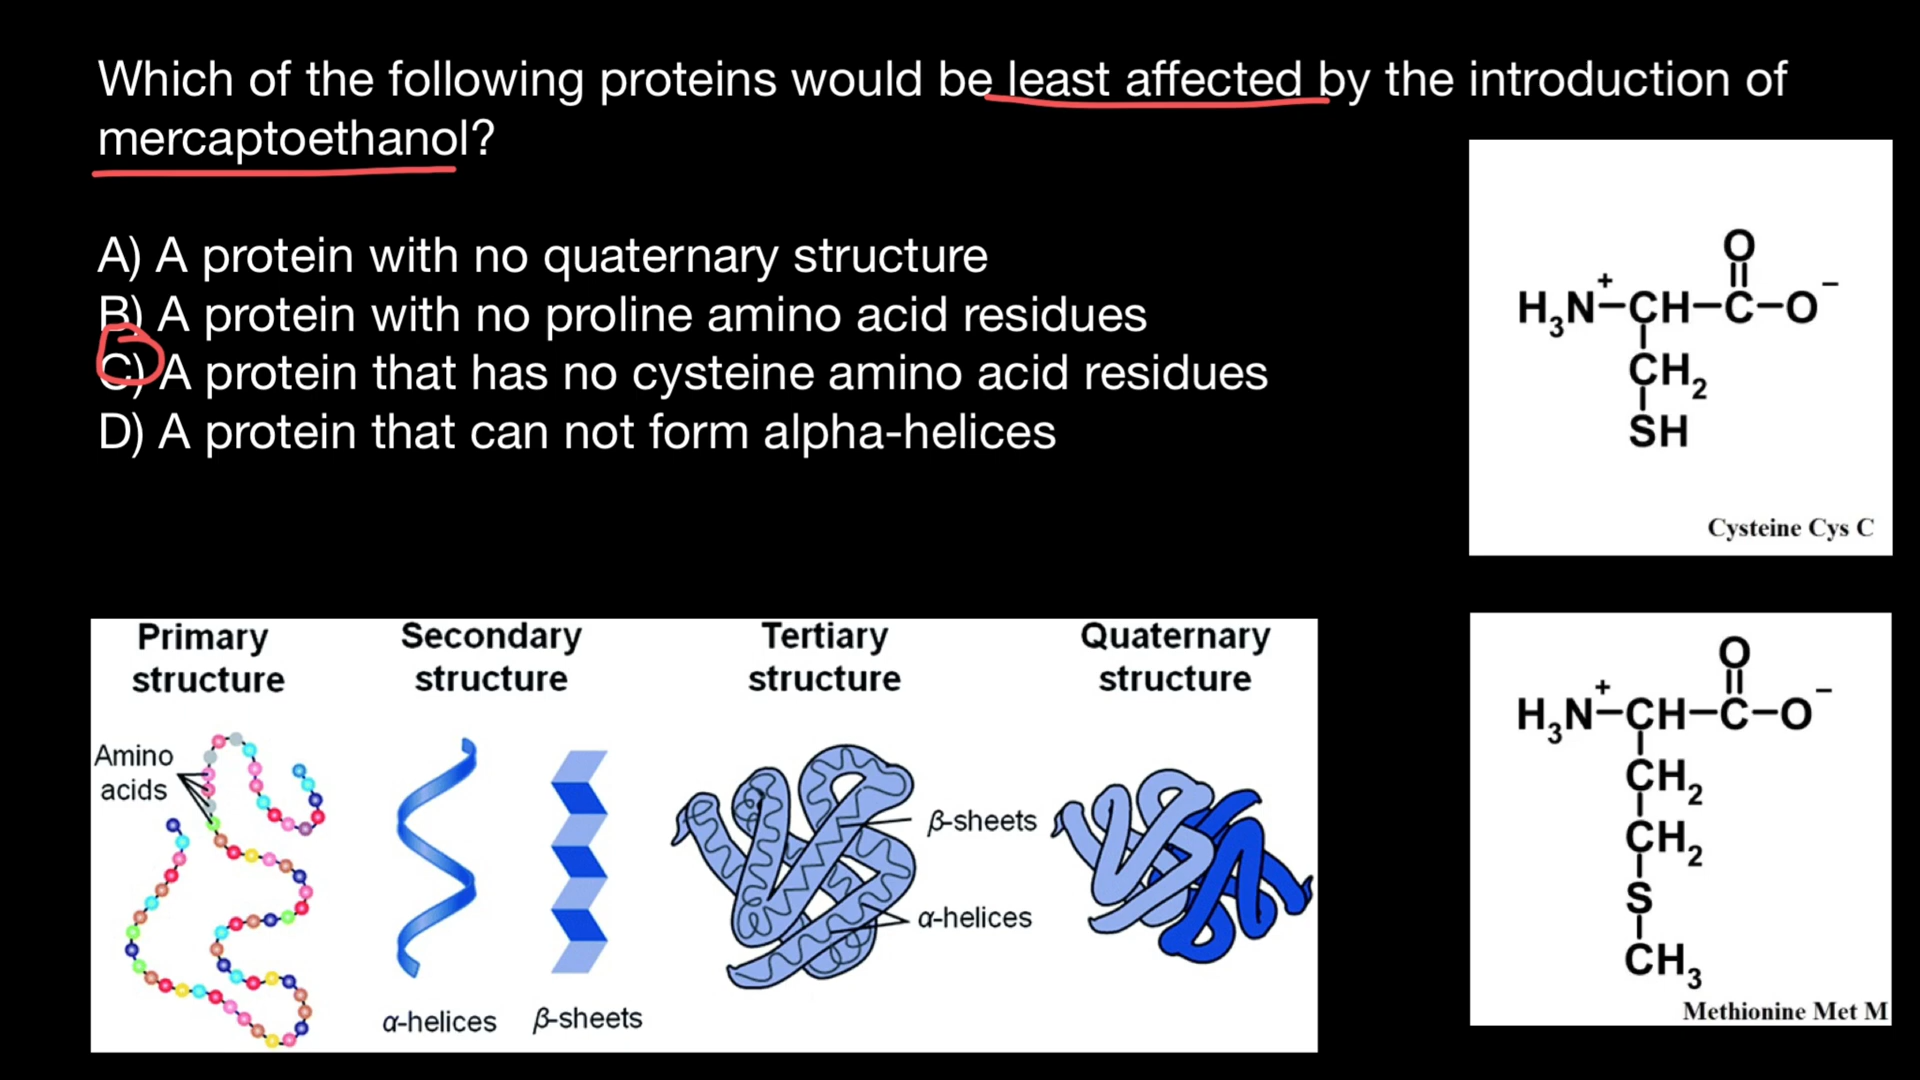 Which of the following proteins would be least affected by the introduction of
mercaptoethanol?
A) A protein with no quaternary structure
B) A protein with no proline amino acid residues
C) A protein that has no cysteine amino acid residues
D) A protein that can not form alpha-helices
O
H₃N⁺–CH–C–O⁻
CH₂
SH
Cysteine Cys C
Primary structure
Secondary structure
Tertiary structure
Quaternary structure
Amino acids
β-sheets
α-helices
α-helices
β-sheets
O
H₃N⁺–CH–C–O⁻
CH₂
CH₂
S
CH₃
Methionine Met M